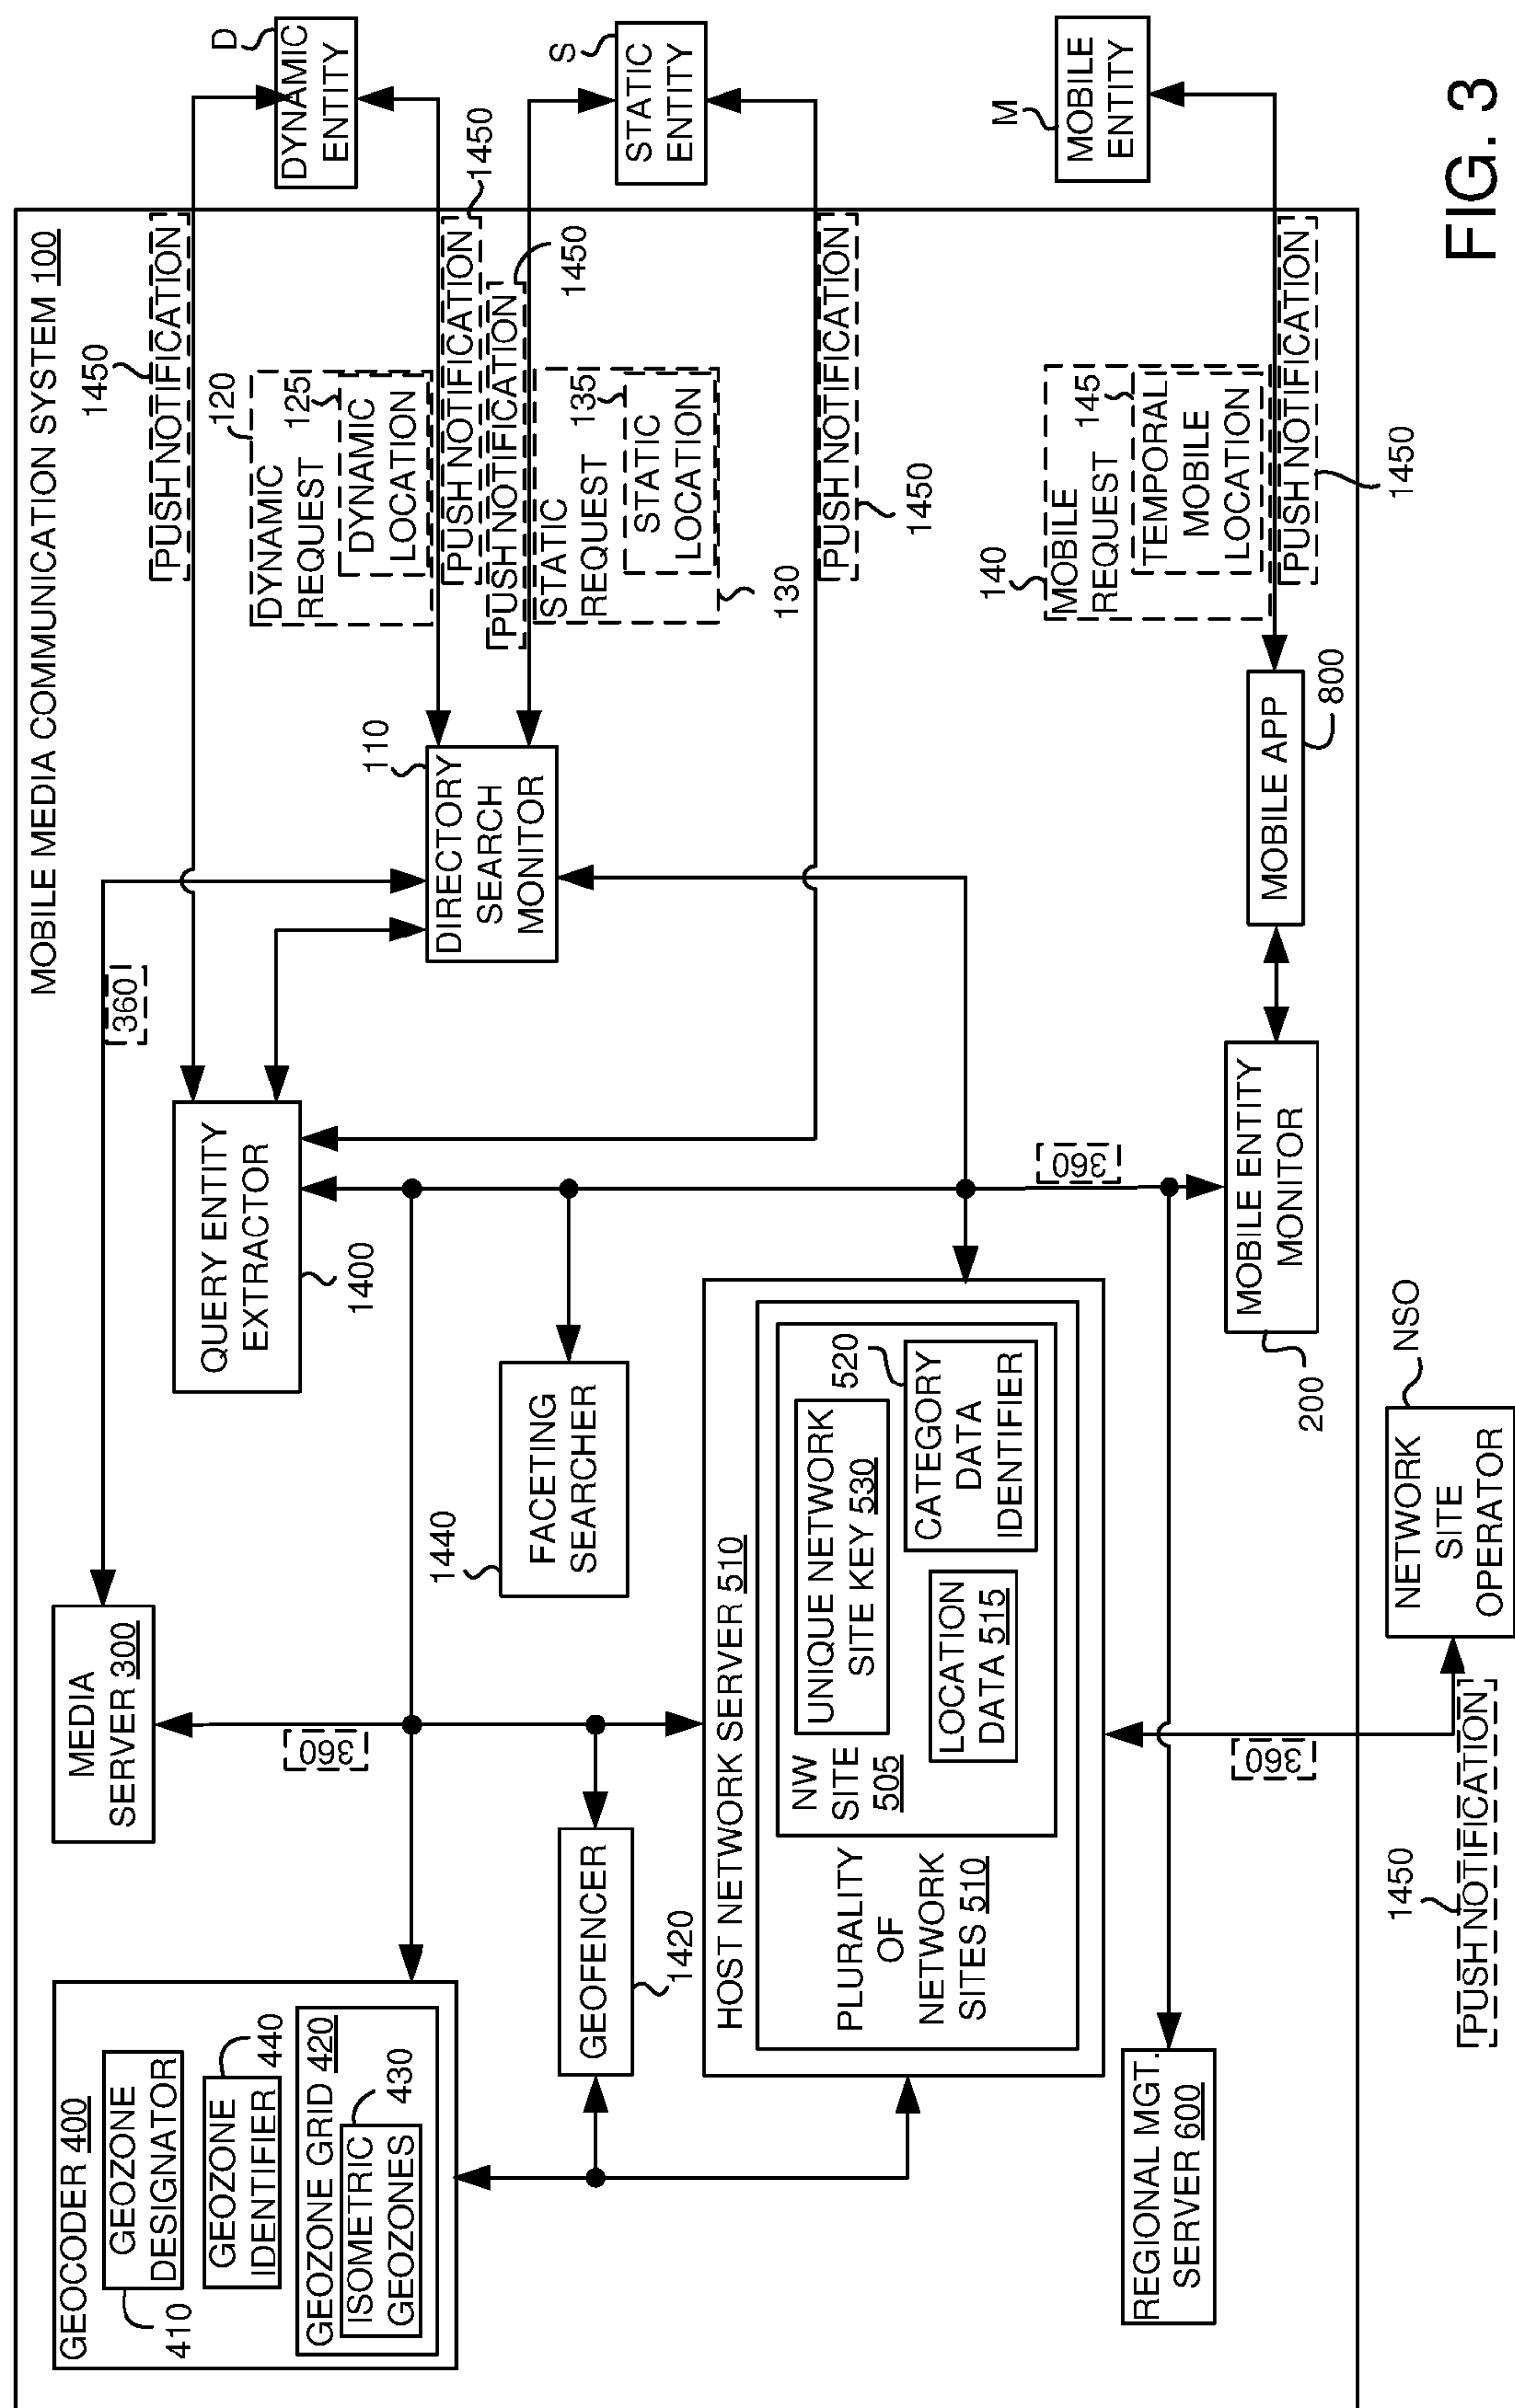 MOBILE MEDIA COMMUNICATION SYSTEM 100
GEOCODER 400
GEOZONE
DESIGNATOR
410
GEOZONE
IDENTIFIER
440
GEOZONE GRID 420
ISOMETRIC
GEOZONES
430
MEDIA
SERVER 300
360
360
QUERY ENTITY
EXTRACTOR
1400
1450
PUSH NOTIFICATION
D
DYNAMIC
ENTITY
120
DYNAMIC
REQUEST
125
DYNAMIC
LOCATION
PUSH NOTIFICATION
1450
110
DIRECTORY
SEARCH
MONITOR
PUSH NOTIFICATION
1450
S
STATIC
ENTITY
STATIC
REQUEST
135
STATIC
LOCATION
130
PUSH NOTIFICATION
1450
GEOFENCER
1420
1440
FACETING
SEARCHER
HOST NETWORK SERVER 510
PLURALITY
OF
NETWORK
SITES 510
NW
SITE
505
UNIQUE NETWORK
SITE KEY 530
520
CATEGORY
DATA
IDENTIFIER
LOCATION
DATA 515
360
M
MOBILE
ENTITY
140
MOBILE
REQUEST
145
TEMPORAL
MOBILE
LOCATION
PUSH NOTIFICATION
1450
MOBILE APP
800
MOBILE ENTITY
MONITOR
200
REGIONAL MGT.
SERVER 600
360
NSO
NETWORK
SITE
OPERATOR
1450
PUSH NOTIFICATION
FIG. 3